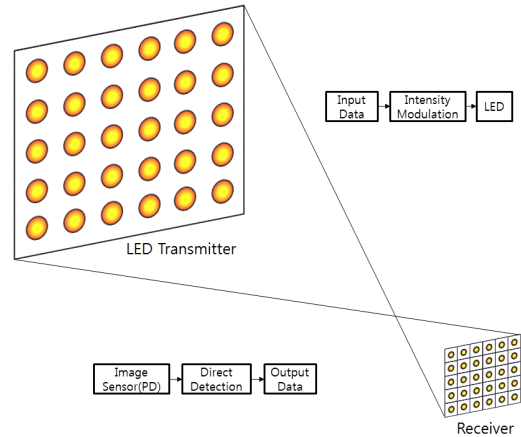 Input
Data
Intensity
Modulation
LED
LED Transmitter
Image
Sensor(PD)
Direct
Detection
Output
Data
Receiver